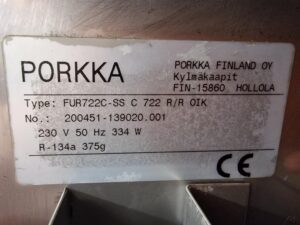 PORKKA
PORKKA FINLAND OY
Kylmäkaapit
FIN-15860 HOLLOLA
Type: FUR722C-SS C 722 R/R OIK
No.: 200451-139020.001
230 V 50 Hz 334 W
R-134a 375g
CE